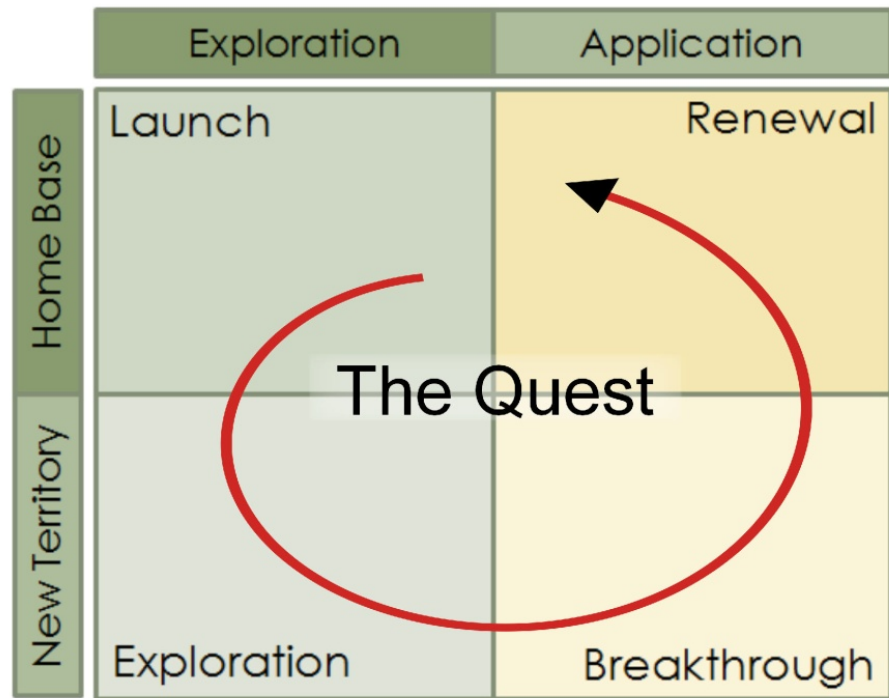 Exploration
Application
Home Base
Launch
Renewal
The Quest
New Territory
Exploration
Breakthrough